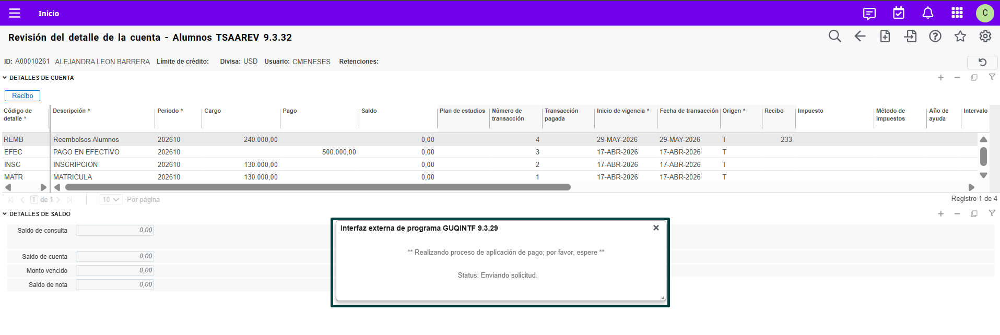 Inicio
C
Revisión del detalle de la cuenta - Alumnos TSAAREV 9.3.32
ID: A00010261 ALEJANDRA LEON BARRERA Límite de crédito: Divisa: USD Usuario: CMENESES Retenciones:
DETALLES DE CUENTA
Recibo
Código de detalle * Descripción * Periodo * Cargo Pago Saldo Plan de estudios Número de transacción Transacción pagada Inicio de vigencia * Fecha de transacción Origen * Recibo Impuesto Método de impuestos Año de ayuda Intervalo
REMB Reembolsos Alumnos 202610 240.000,00 0,00 4 29-MAY-2026 29-MAY-2026 T 233
EFEC PAGO EN EFECTIVO 202610 500.000,00 0,00 3 17-ABR-2026 17-ABR-2026 T
INSC INSCRIPCION 202610 130.000,00 0,00 2 17-ABR-2026 17-ABR-2026 T
MATR MATRICULA 202610 130.000,00 0,00 1 17-ABR-2026 17-ABR-2026 T
1 de 1 10 Por página Registro 1 de 4
DETALLES DE SALDO
Saldo de consulta 0,00
Saldo de cuenta 0,00
Monto vencido 0,00
Saldo de nota 0,00
Interfaz externa de programa GUQINTF 9.3.29
** Realizando proceso de aplicación de pago; por favor, espere **
Status: Enviando solicitud.